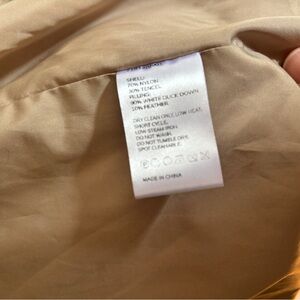 SHELL:
70% NYLON
30% TENCEL
FILLING:
90% WHITE DUCK DOWN
10% FEATHER
DRY CLEAN ONLY, LOW HEAT,
SHORT CYCLE.
LOW STEAM IRON.
DO NOT WASH.
DO NOT TUMBLE DRY.
SPOT CLEANABLE.
MADE IN CHINA